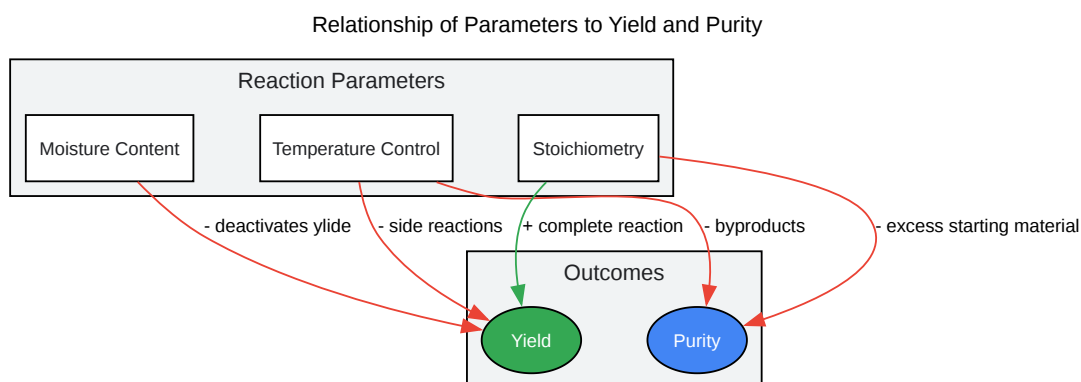 Relationship of Parameters to Yield and Purity
Reaction Parameters
Moisture Content
Temperature Control
Stoichiometry
- deactivates ylide
- side reactions
+ complete reaction
- byproducts
- excess starting material
Outcomes
Yield
Purity